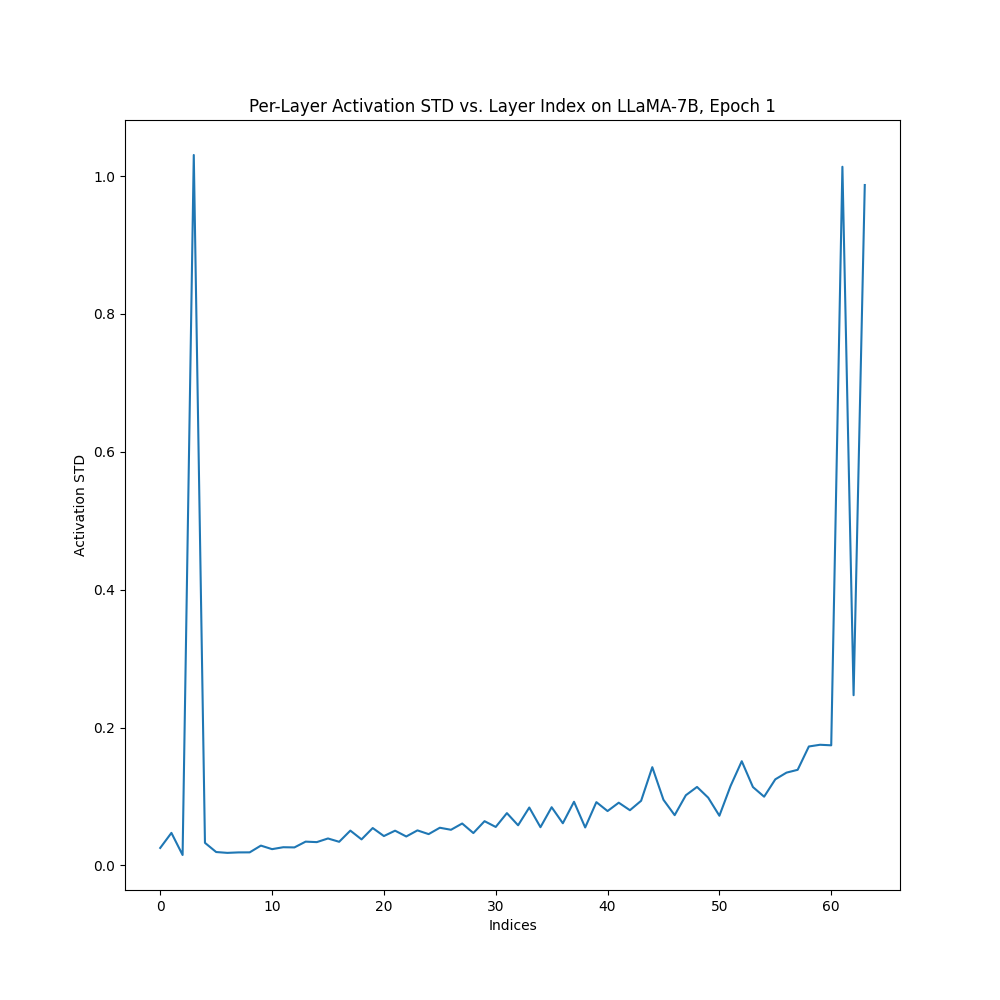 Per-Layer Activation STD vs. Layer Index on LLaMA-7B, Epoch 1
1.0
0.8
0.6
0.4
0.2
0.0
Activation STD
0 10 20 30 40 50 60
Indices